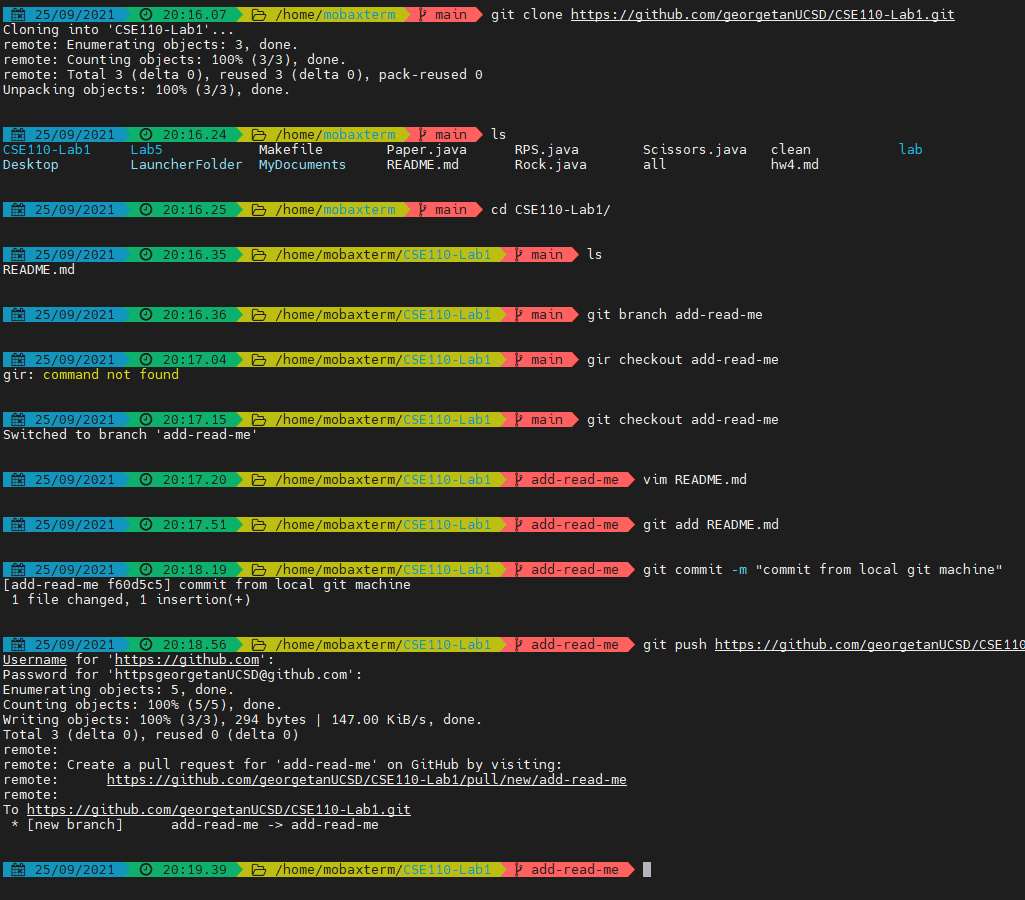 25/09/2021 20:16.07 /home/mobaxterm main git clone https://github.com/georgetanUCSD/CSE110-Lab1.git
Cloning into 'CSE110-Lab1'...
remote: Enumerating objects: 3, done.
remote: Counting objects: 100% (3/3), done.
remote: Total 3 (delta 0), reused 3 (delta 0), pack-reused 0
Unpacking objects: 100% (3/3), done.
25/09/2021 20:16.24 /home/mobaxterm main ls
CSE110-Lab1 Lab5 Makefile Paper.java RPS.java Scissors.java clean lab
Desktop LauncherFolder MyDocuments README.md Rock.java all hw4.md
25/09/2021 20:16.25 /home/mobaxterm main cd CSE110-Lab1/
25/09/2021 20:16.35 /home/mobaxterm/CSE110-Lab1 main ls
README.md
25/09/2021 20:16.36 /home/mobaxterm/CSE110-Lab1 main git branch add-read-me
25/09/2021 20:17.04 /home/mobaxterm/CSE110-Lab1 main gir checkout add-read-me
gir: command not found
25/09/2021 20:17.15 /home/mobaxterm/CSE110-Lab1 main git checkout add-read-me
Switched to branch 'add-read-me'
25/09/2021 20:17.20 /home/mobaxterm/CSE110-Lab1 add-read-me vim README.md
25/09/2021 20:17.51 /home/mobaxterm/CSE110-Lab1 add-read-me git add README.md
25/09/2021 20:18.19 /home/mobaxterm/CSE110-Lab1 add-read-me git commit -m "commit from local git machine"
[add-read-me f60d5c5] commit from local git machine
1 file changed, 1 insertion(+)
25/09/2021 20:18.56 /home/mobaxterm/CSE110-Lab1 add-read-me git push https://github.com/georgetanUCSD/CSE110
Username for 'https://github.com':
Password for 'httpsgeorgetanUCSD@github.com':
Enumerating objects: 5, done.
Counting objects: 100% (5/5), done.
Writing objects: 100% (3/3), 294 bytes | 147.00 KiB/s, done.
Total 3 (delta 0), reused 0 (delta 0)
remote:
remote: Create a pull request for 'add-read-me' on GitHub by visiting:
remote: https://github.com/georgetanUCSD/CSE110-Lab1/pull/new/add-read-me
remote:
To https://github.com/georgetanUCSD/CSE110-Lab1.git
* [new branch] add-read-me -> add-read-me
25/09/2021 20:19.39 /home/mobaxterm/CSE110-Lab1 add-read-me